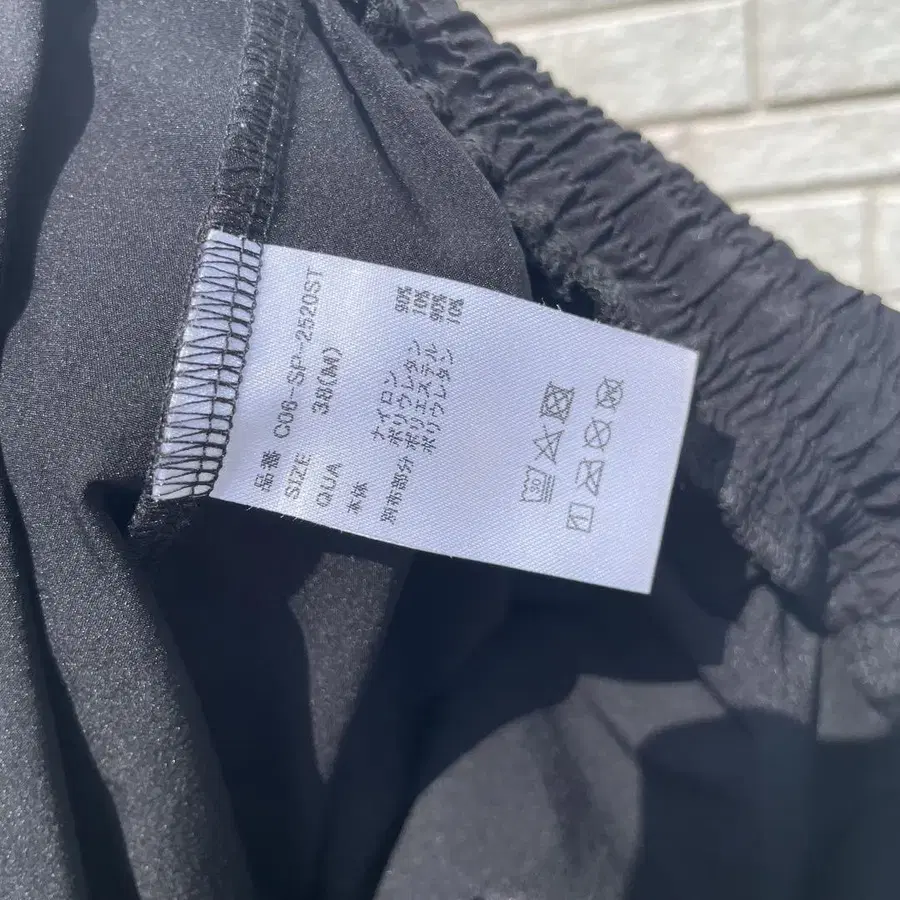 品番 C06-SP-2520ST
SIZE 38(M)
QUA
本体 ナイロン 90%
ポリウレタン 10%
別布部分 ポリエステル 90%
ポリウレタン 10%
30